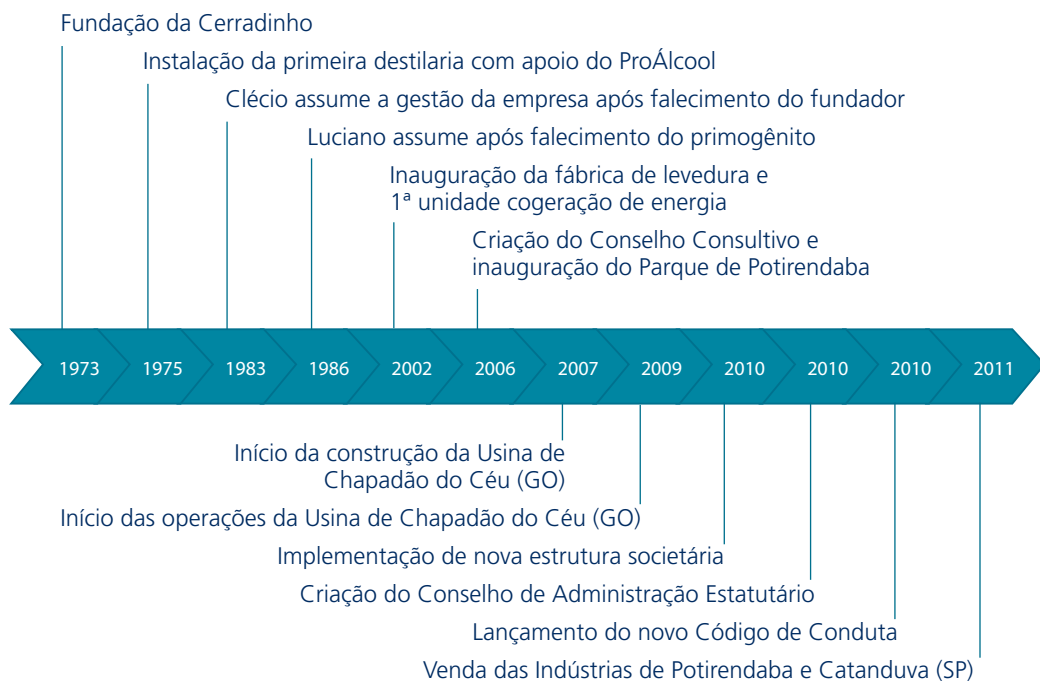 Fundação da Cerradinho
Instalação da primeira destilaria com apoio do ProÁlcool
Clécio assume a gestão da empresa após falecimento do fundador
Luciano assume após falecimento do primogênito
Inauguração da fábrica de levedura e
1ª unidade cogeração de energia
Criação do Conselho Consultivo e
inauguração do Parque de Potirendaba
1973 1975 1983 1986 2002 2006 2007 2009 2010 2010 2010 2011
Início da construção da Usina de
Chapadão do Céu (GO)
Início das operações da Usina de Chapadão do Céu (GO)
Implementação de nova estrutura societária
Criação do Conselho de Administração Estatutário
Lançamento do novo Código de Conduta
Venda das Indústrias de Potirendaba e Catanduva (SP)